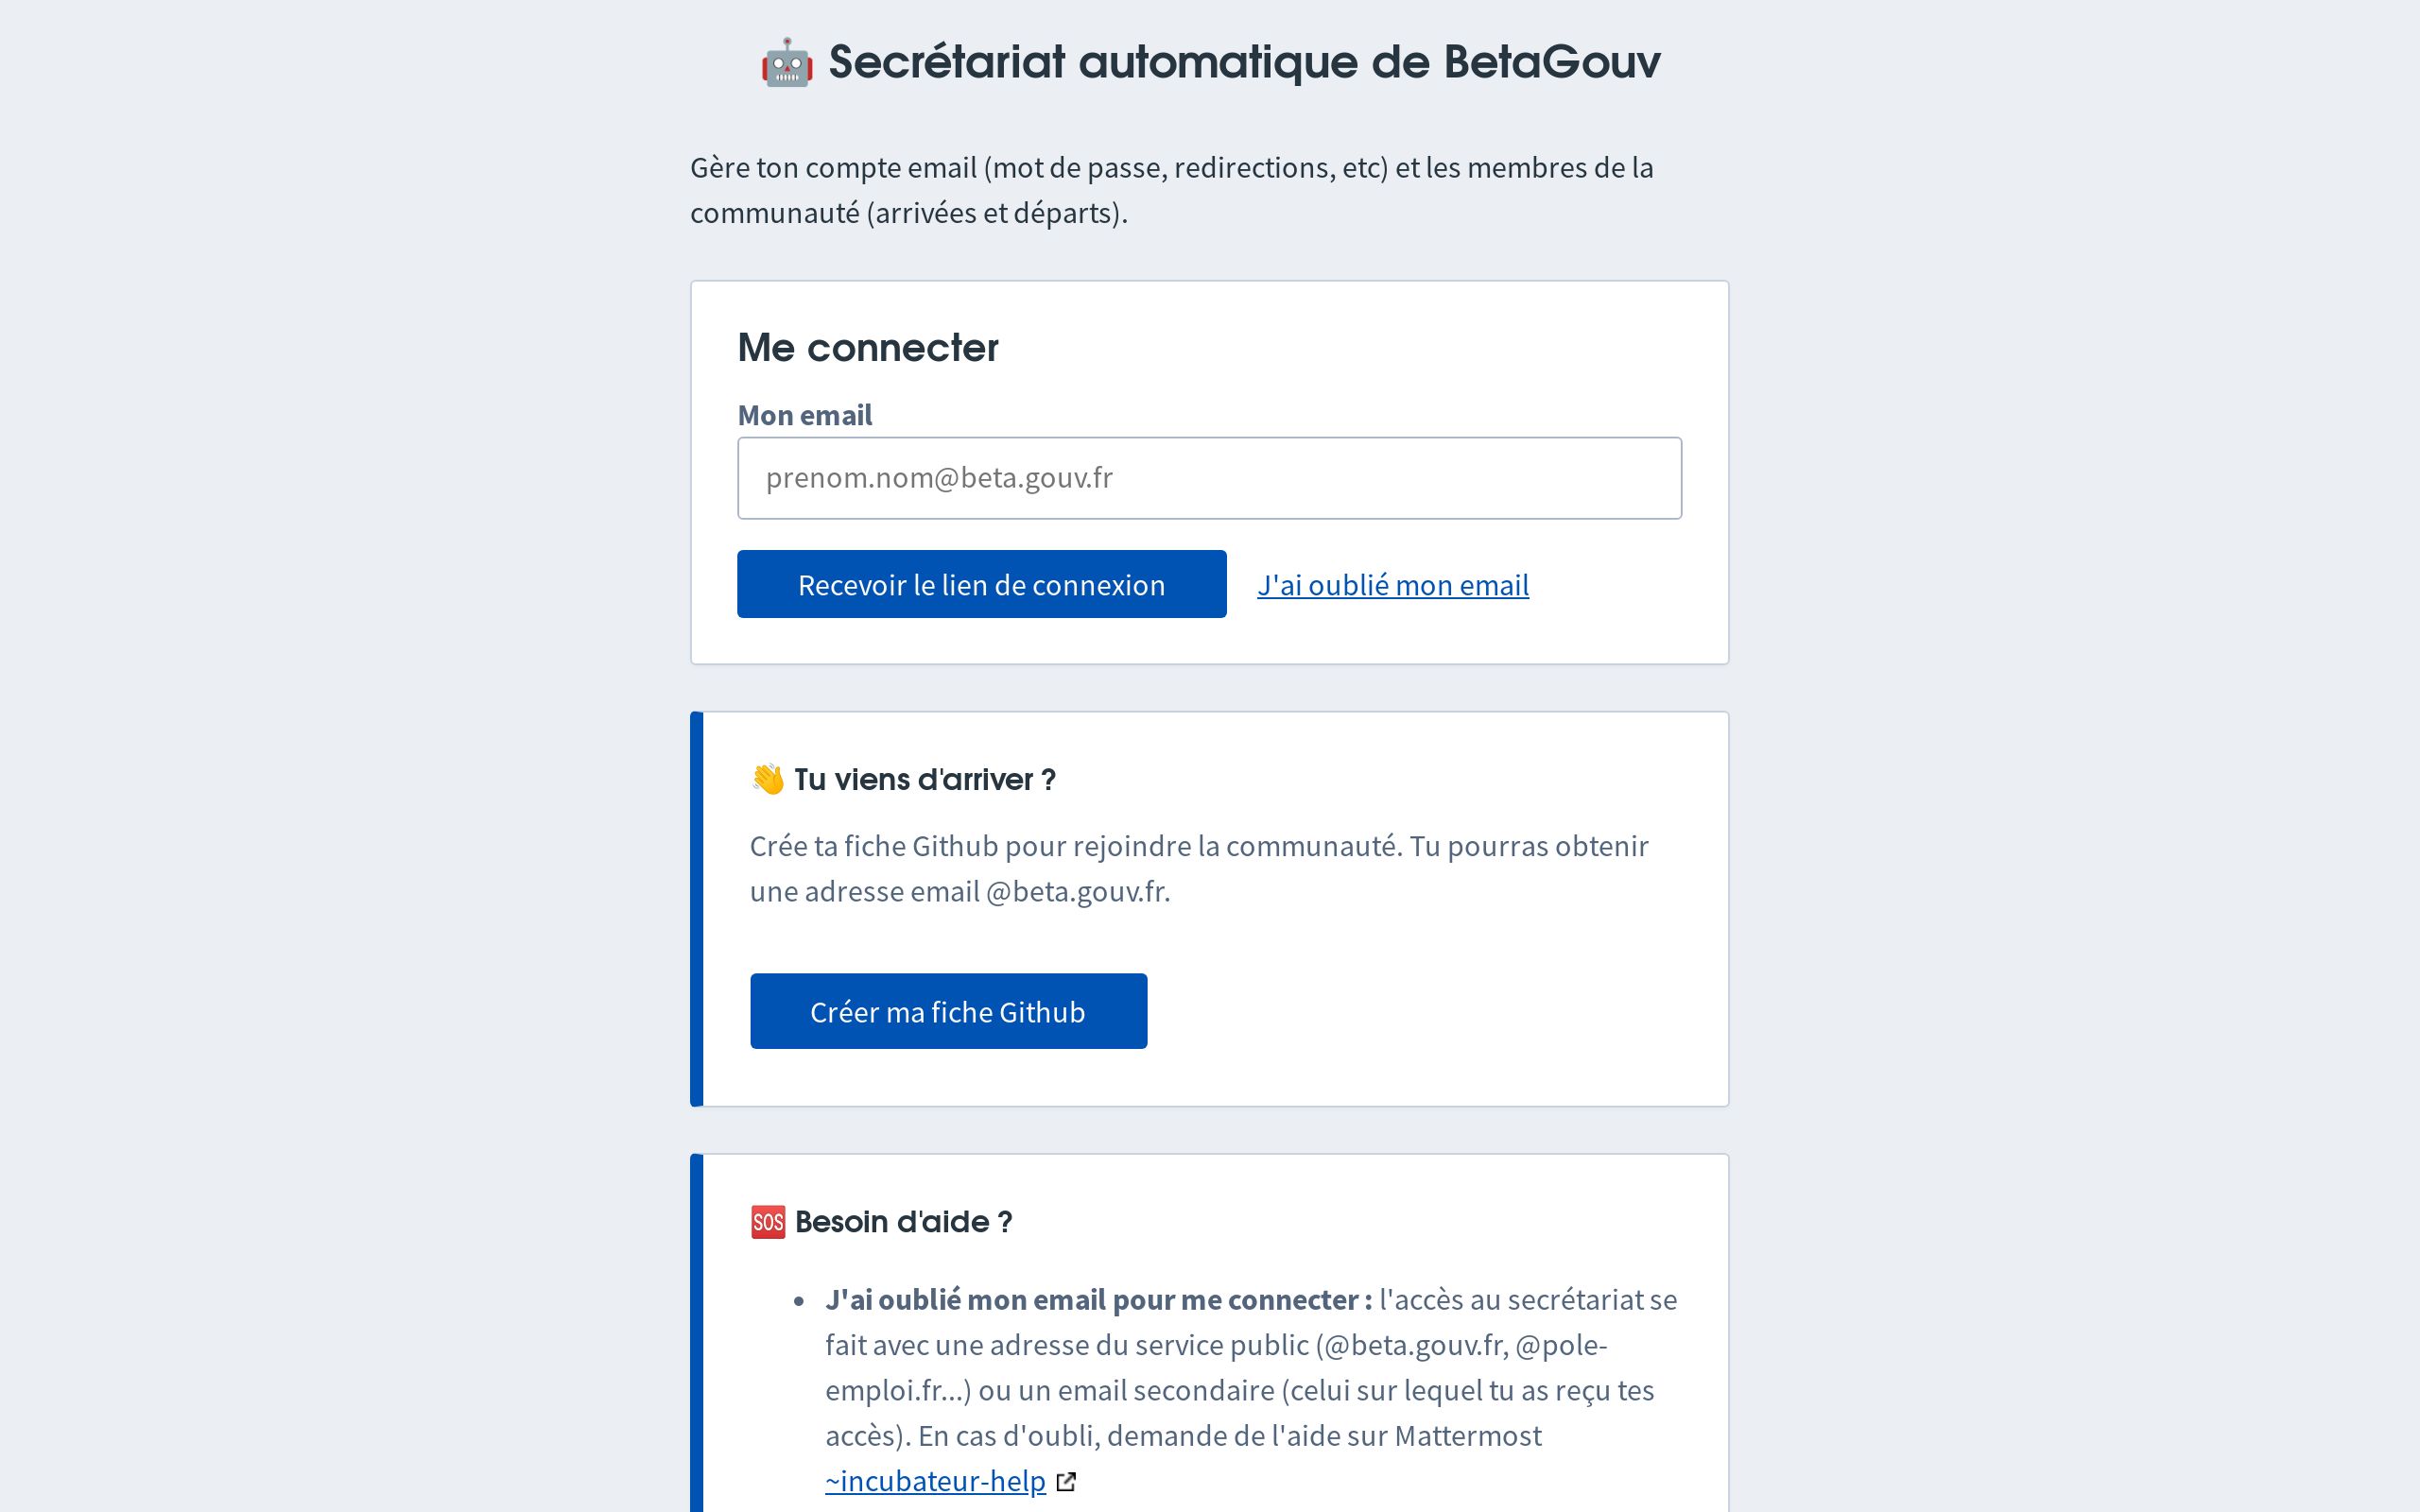 🤖 Secrétariat automatique de BetaGouv
Gère ton compte email (mot de passe, redirections, etc) et les membres de la
communauté (arrivées et départs).
Me connecter
Mon email
prenom.nom@beta.gouv.fr
Recevoir le lien de connexion J'ai oublié mon email
👋 Tu viens d'arriver ?
Crée ta fiche Github pour rejoindre la communauté. Tu pourras obtenir
une adresse email @beta.gouv.fr.
Créer ma fiche Github
🆘 Besoin d'aide ?
• J'ai oublié mon email pour me connecter : l'accès au secrétariat se
fait avec une adresse du service public (@beta.gouv.fr, @pole-
emploi.fr...) ou un email secondaire (celui sur lequel tu as reçu tes
accès). En cas d'oubli, demande de l'aide sur Mattermost
~incubateur-help